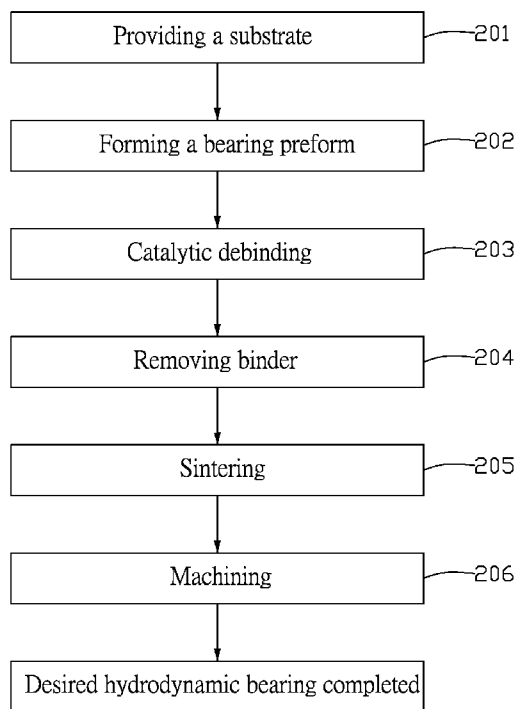 Providing a substrate 201
Forming a bearing preform 202
Catalytic debinding 203
Removing binder 204
Sintering 205
Machining 206
Desired hydrodynamic bearing completed